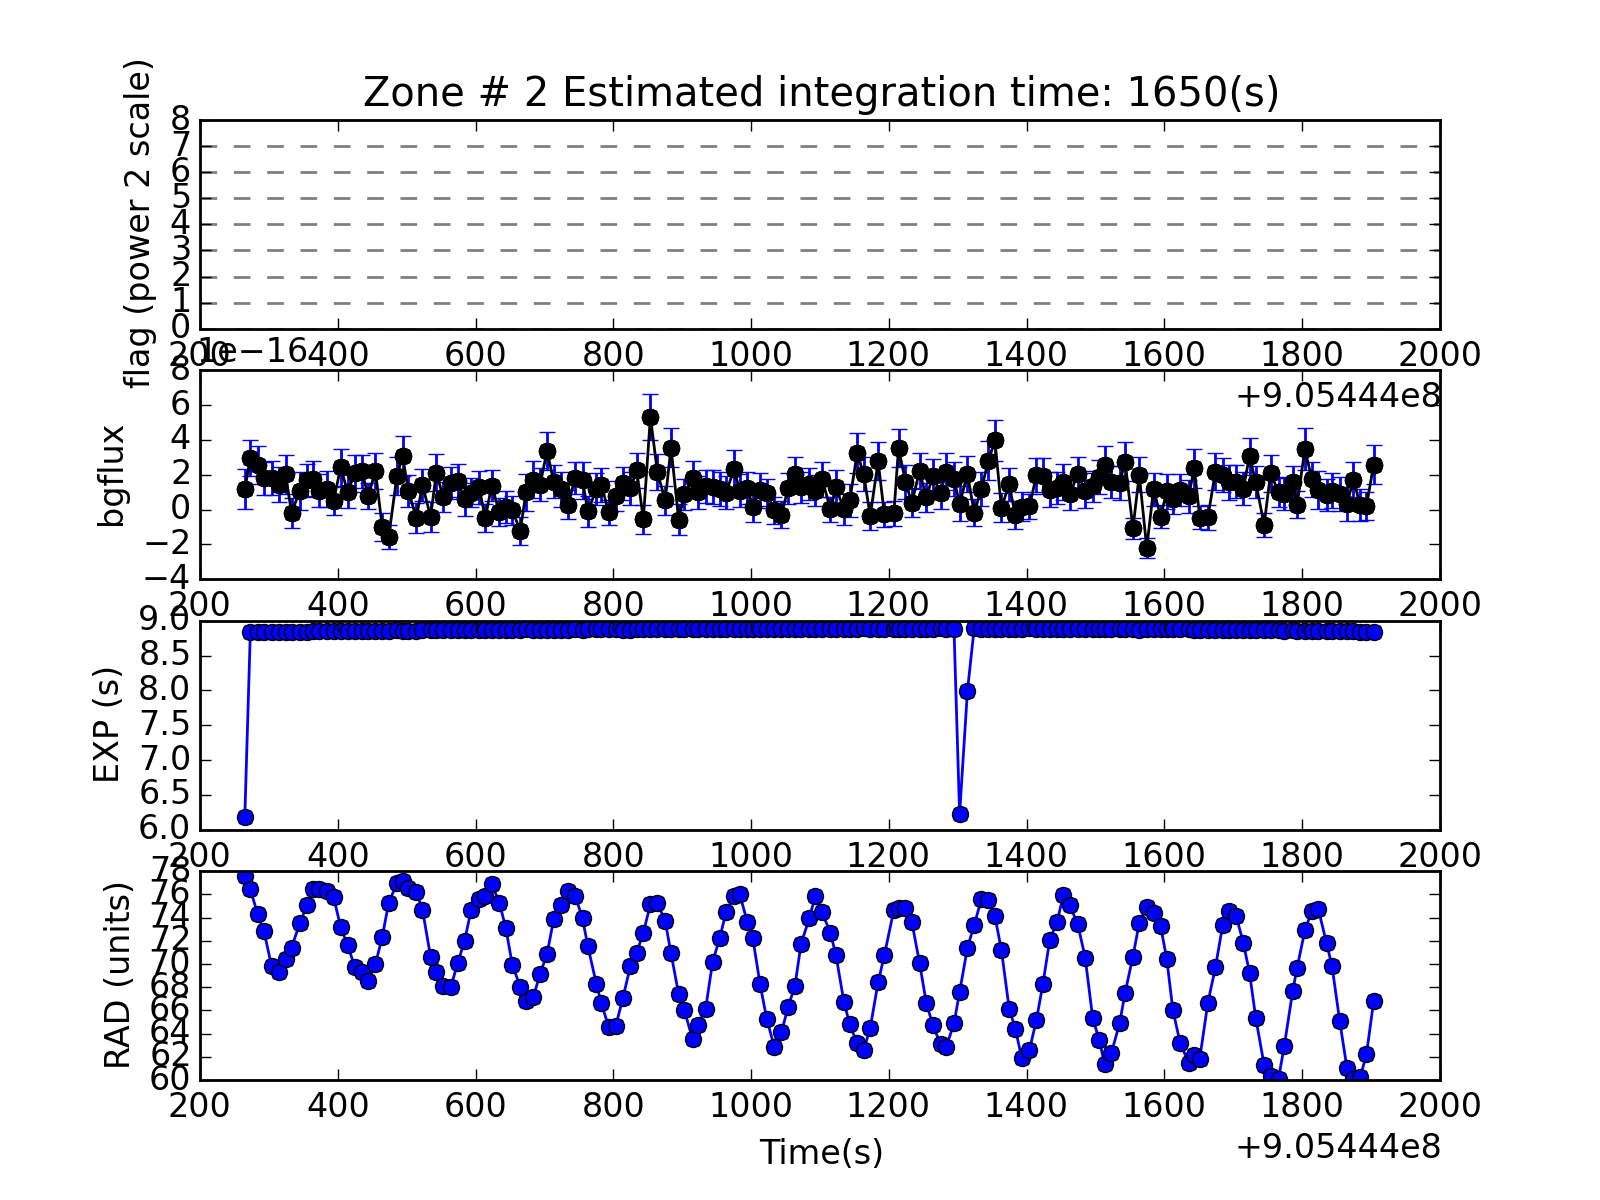 Zone # 2 Estimated integration time: 1650(s)
flag (power 2 scale)
8
7
6
5
4
3
2
1
0
200 400 600 800 1000 1200 1400 1600 1800 2000
1e−16
+9.05444e8
bgflux
8
6
4
2
0
−2
−4
200 400 600 800 1000 1200 1400 1600 1800 2000
EXP (s)
9.0
8.5
8.0
7.5
7.0
6.5
6.0
200 400 600 800 1000 1200 1400 1600 1800 2000
RAD (units)
78
76
74
72
70
68
66
64
62
60
200 400 600 800 1000 1200 1400 1600 1800 2000
Time(s)
+9.05444e8